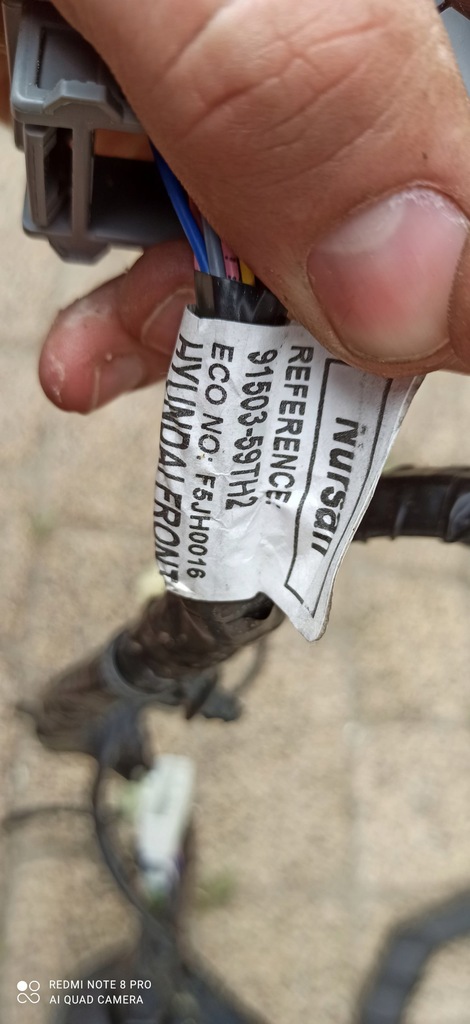 Nursan
REFERENCE:
91503-59TH2
ECO NO: F5JH0016
HYUNDAI FRONT
REDMI NOTE 8 PRO
AI QUAD CAMERA